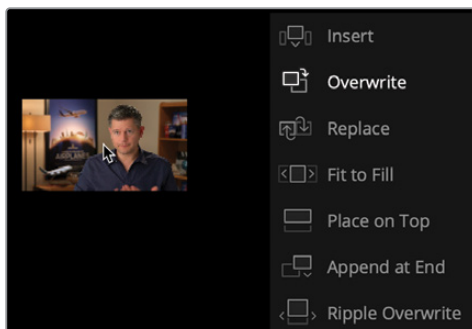 Insert
Overwrite
Replace
Fit to Fill
Place on Top
Append at End
Ripple Overwrite